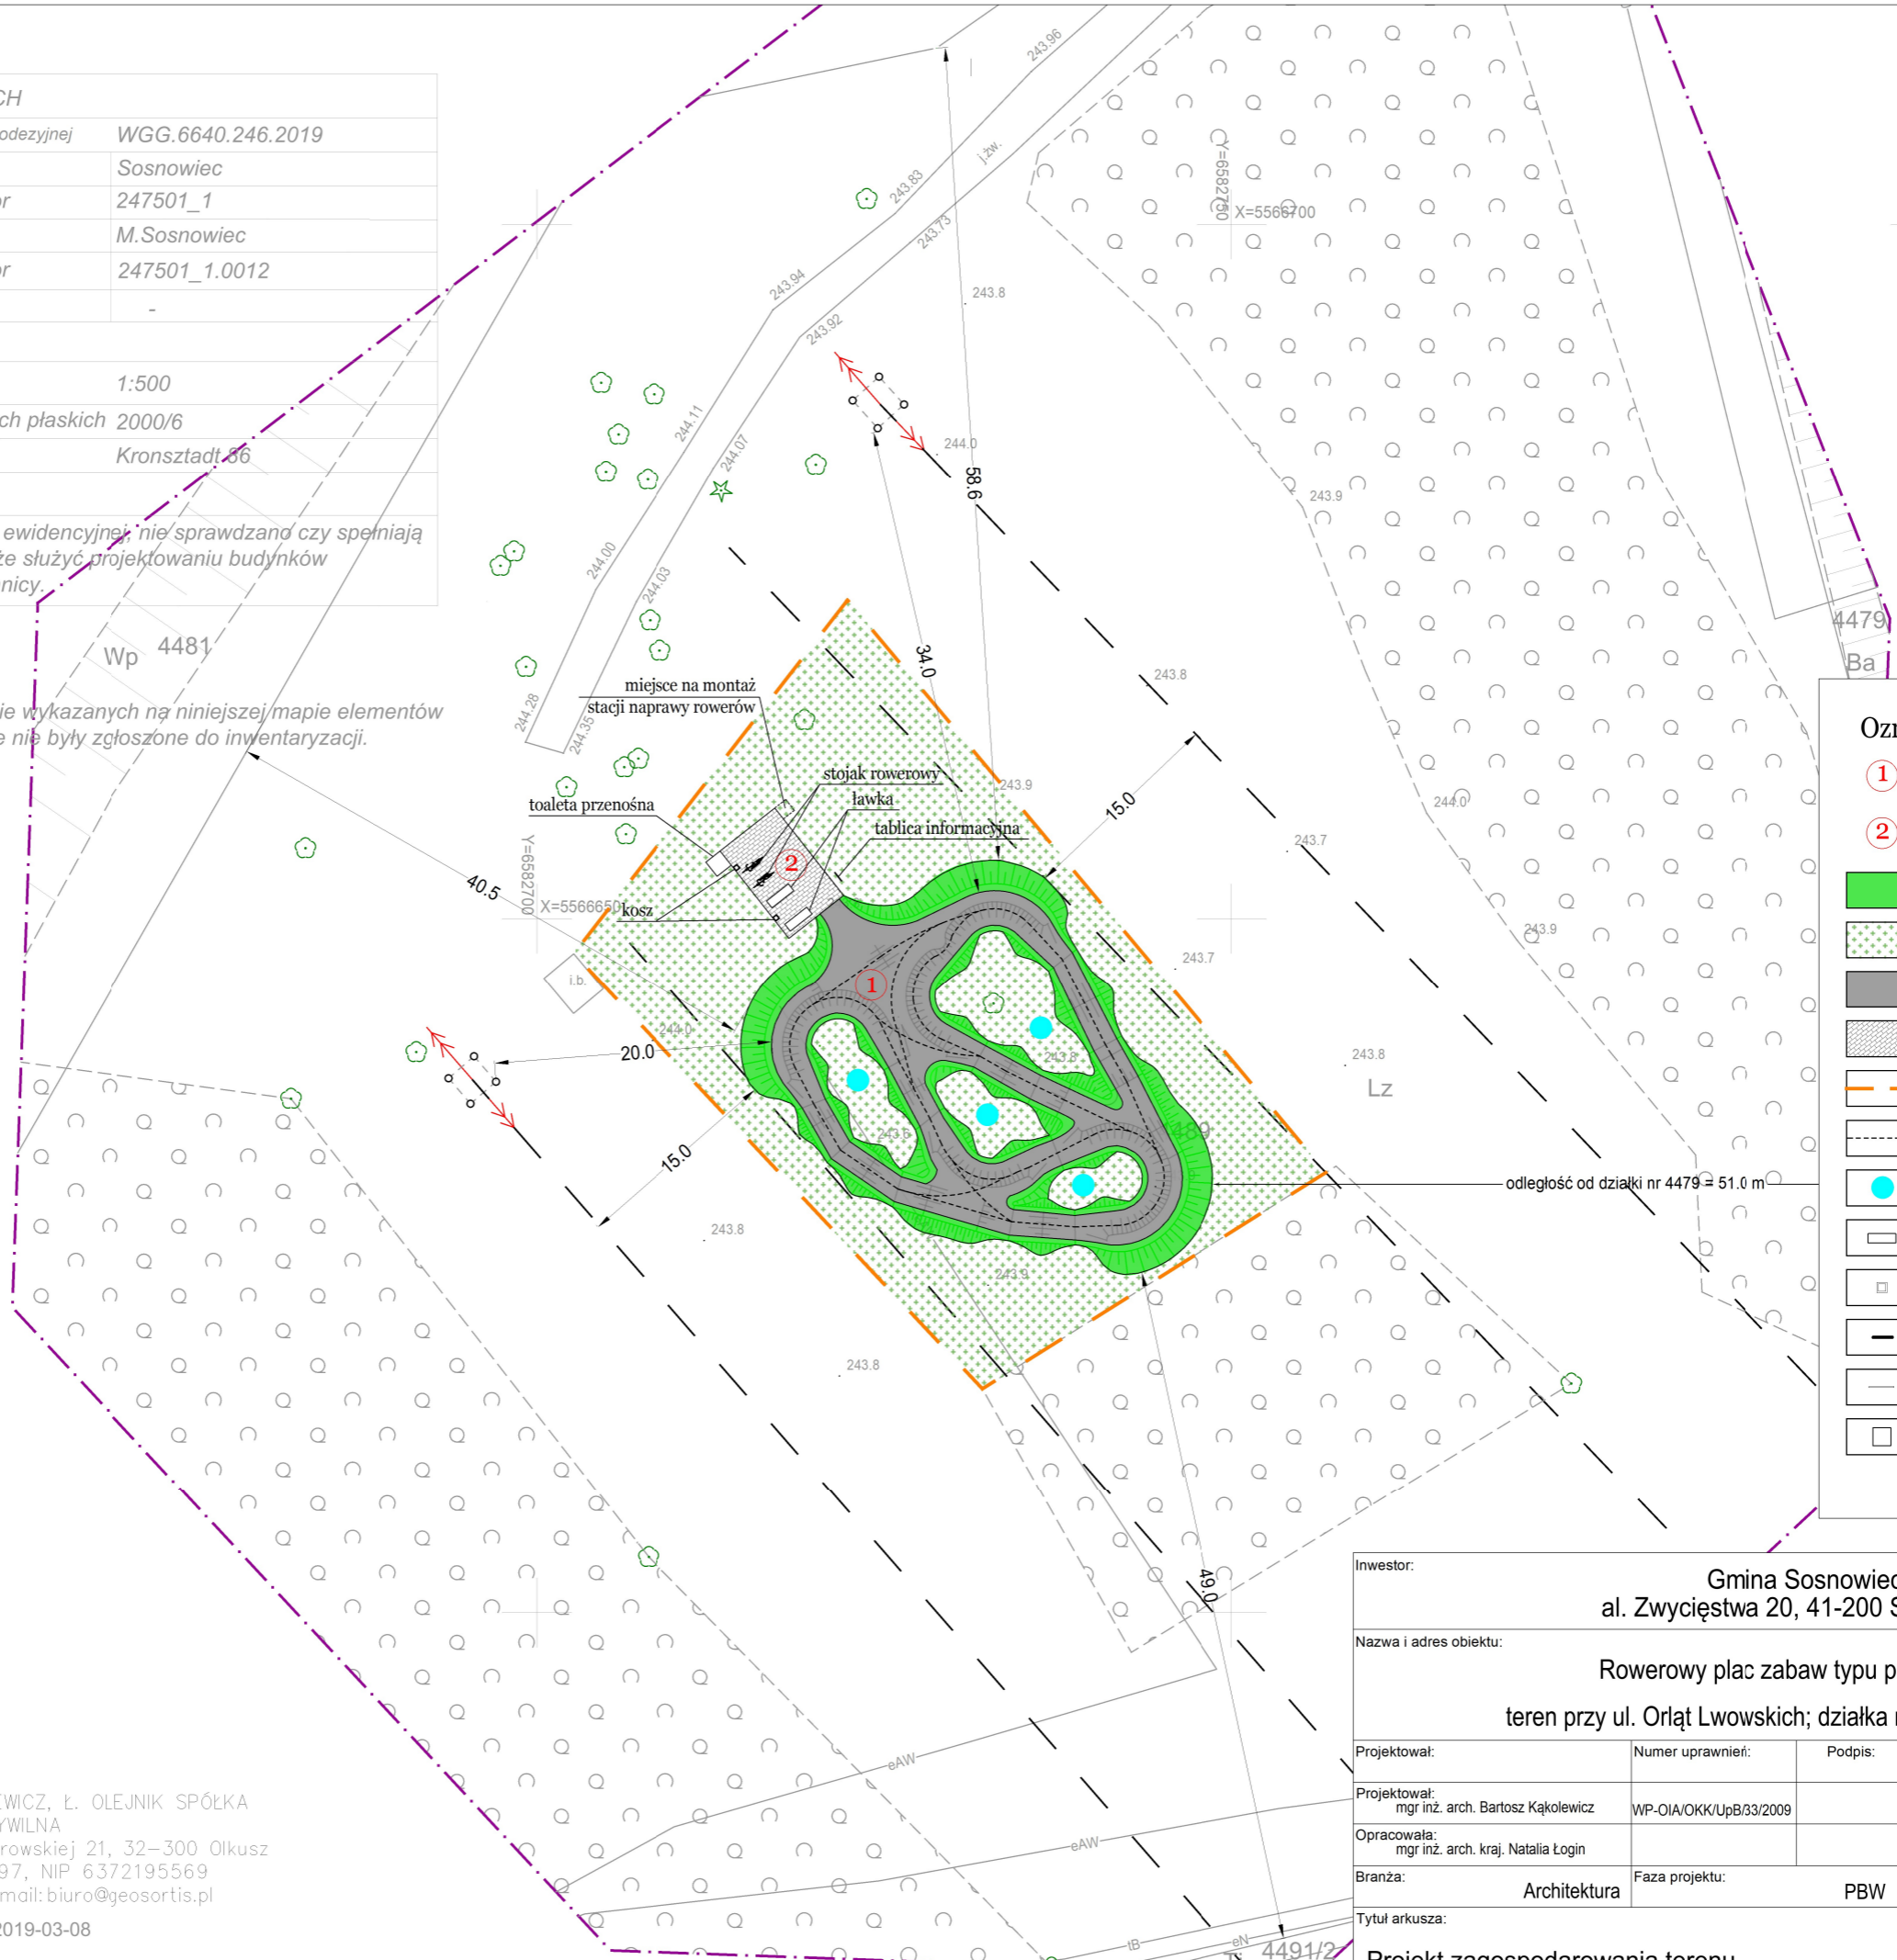 CH
odezyjnej WGG.6640.246.2019
Sosnowiec
or 247501_1
M.Sosnowiec
or 247501_1.0012
-
1:500
ch płaskich 2000/6
Kronsztadt 86
ewidencyjnej, nie sprawdzano czy spełniają
że służyć projektowaniu budynków
nicy.
Wp 4481
ie wykazanych na niniejszej mapie elementów
e nie były zgłoszone do inwentaryzacji.
243.96
j.żw.
243.83
243.73
243.94
243.92
243.8
Y=6582750
X=5566700
244.11
244.07
244.0
58.6
243.9
244.00
244.03
34.0
243.8
4479
Ba
244.28
244.35
miejsce na montaż
stacji naprawy rowerów
stojak rowerowy
ławka
tablica informacyjna
toaleta przenośna
kosz
243.9
15.0
244.0
243.7
40.5
Y=6582700
X=5566650
2
1
243.9
243.7
i.b.
244.0
20.0
243.8
243.8
Lz
243.6
15.0
odległość od działki nr 4479 = 51.0 m
243.8
243.9
243.8
49.0
1
2
Inwestor:
Gmina Sosnowiec
al. Zwycięstwa 20, 41-200 S
Nazwa i adres obiektu:
Rowerowy plac zabaw typu p
teren przy ul. Orląt Lwowskich; działka
Projektował: Numer uprawnień: Podpis:
Projektował:
mgr inż. arch. Bartosz Kąkolewicz WP-OIA/OKK/UpB/33/2009
Opracowała:
mgr inż. arch. kraj. Natalia Łogin
Branża: Faza projektu:
Architektura PBW
Tytuł arkusza:
Projekt zagospodarowania terenu
eAW
eAW
tB
eN
4491/2
EWICZ, Ł. OLEJNIK SPÓŁKA
YWILNA
rowskiej 21, 32-300 Olkusz
97, NIP 6372195569
mail:biuro@geosortis.pl
2019-03-08